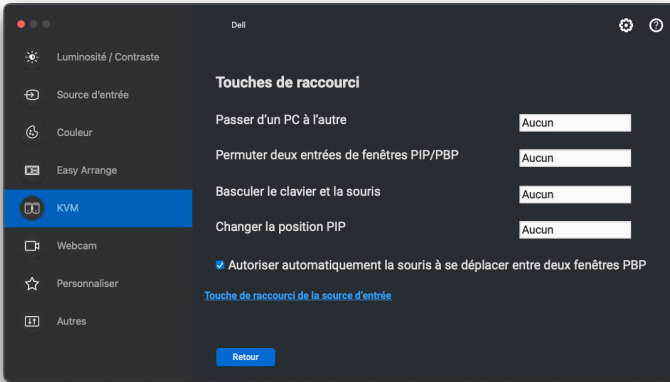 Dell
Luminosité / Contraste
Source d'entrée
Couleur
Easy Arrange
KVM
Webcam
Personnaliser
Autres
Touches de raccourci
Passer d’un PC à l’autre
Aucun
Permuter deux entrées de fenêtres PIP/PBP
Aucun
Basculer le clavier et la souris
Aucun
Changer la position PIP
Aucun
Autoriser automatiquement la souris à se déplacer entre deux fenêtres PBP
Touche de raccourci de la source d’entrée
Retour